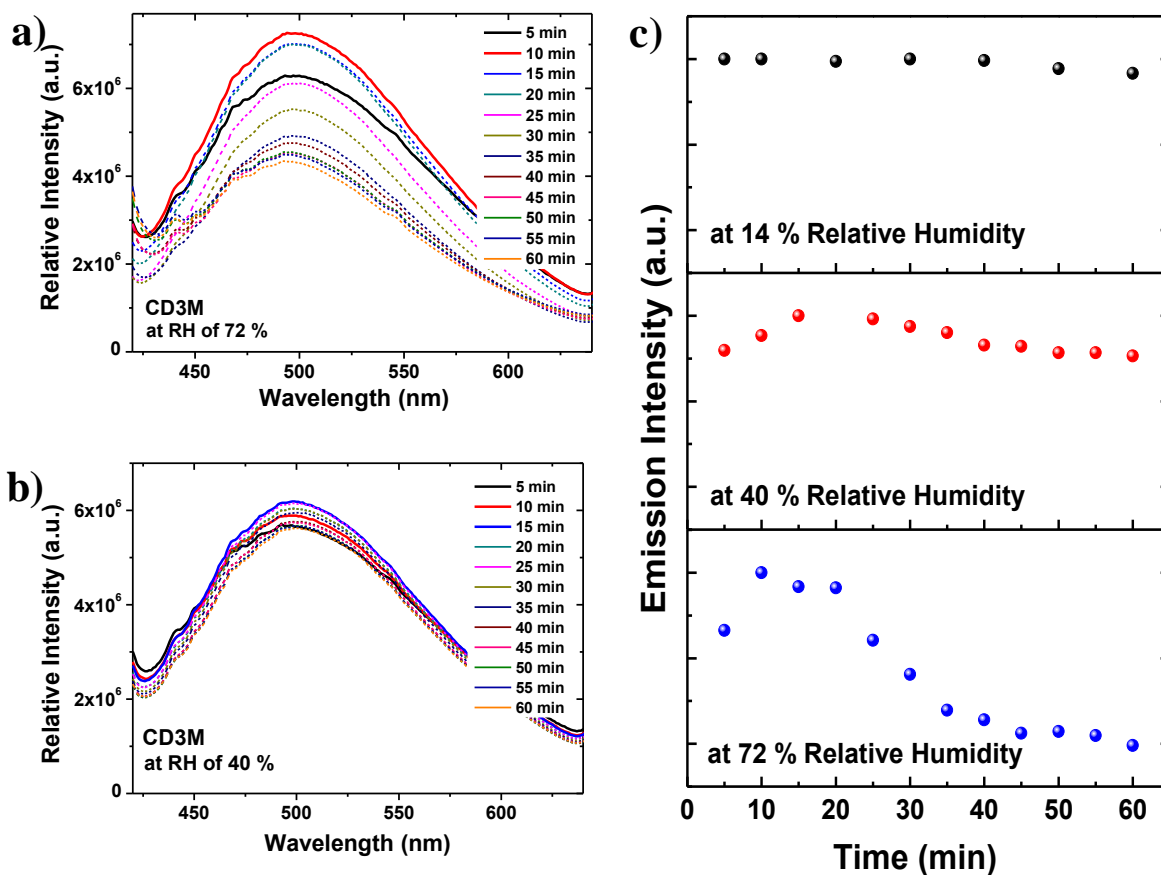 a)
Relative Intensity (a.u.)
6x10⁶
4x10⁶
2x10⁶
0
450
500
550
600
Wavelength (nm)
CD3M
at RH of 72 %
5 min
10 min
15 min
20 min
25 min
30 min
35 min
40 min
45 min
50 min
55 min
60 min
b)
Relative Intensity (a.u.)
6x10⁶
4x10⁶
2x10⁶
0
450
500
550
600
Wavelength (nm)
CD3M
at RH of 40 %
5 min
10 min
15 min
20 min
25 min
30 min
35 min
40 min
45 min
50 min
55 min
60 min
c)
Emission Intensity (a.u.)
at 14 % Relative Humidity
at 40 % Relative Humidity
at 72 % Relative Humidity
0
10
20
30
40
50
60
Time (min)